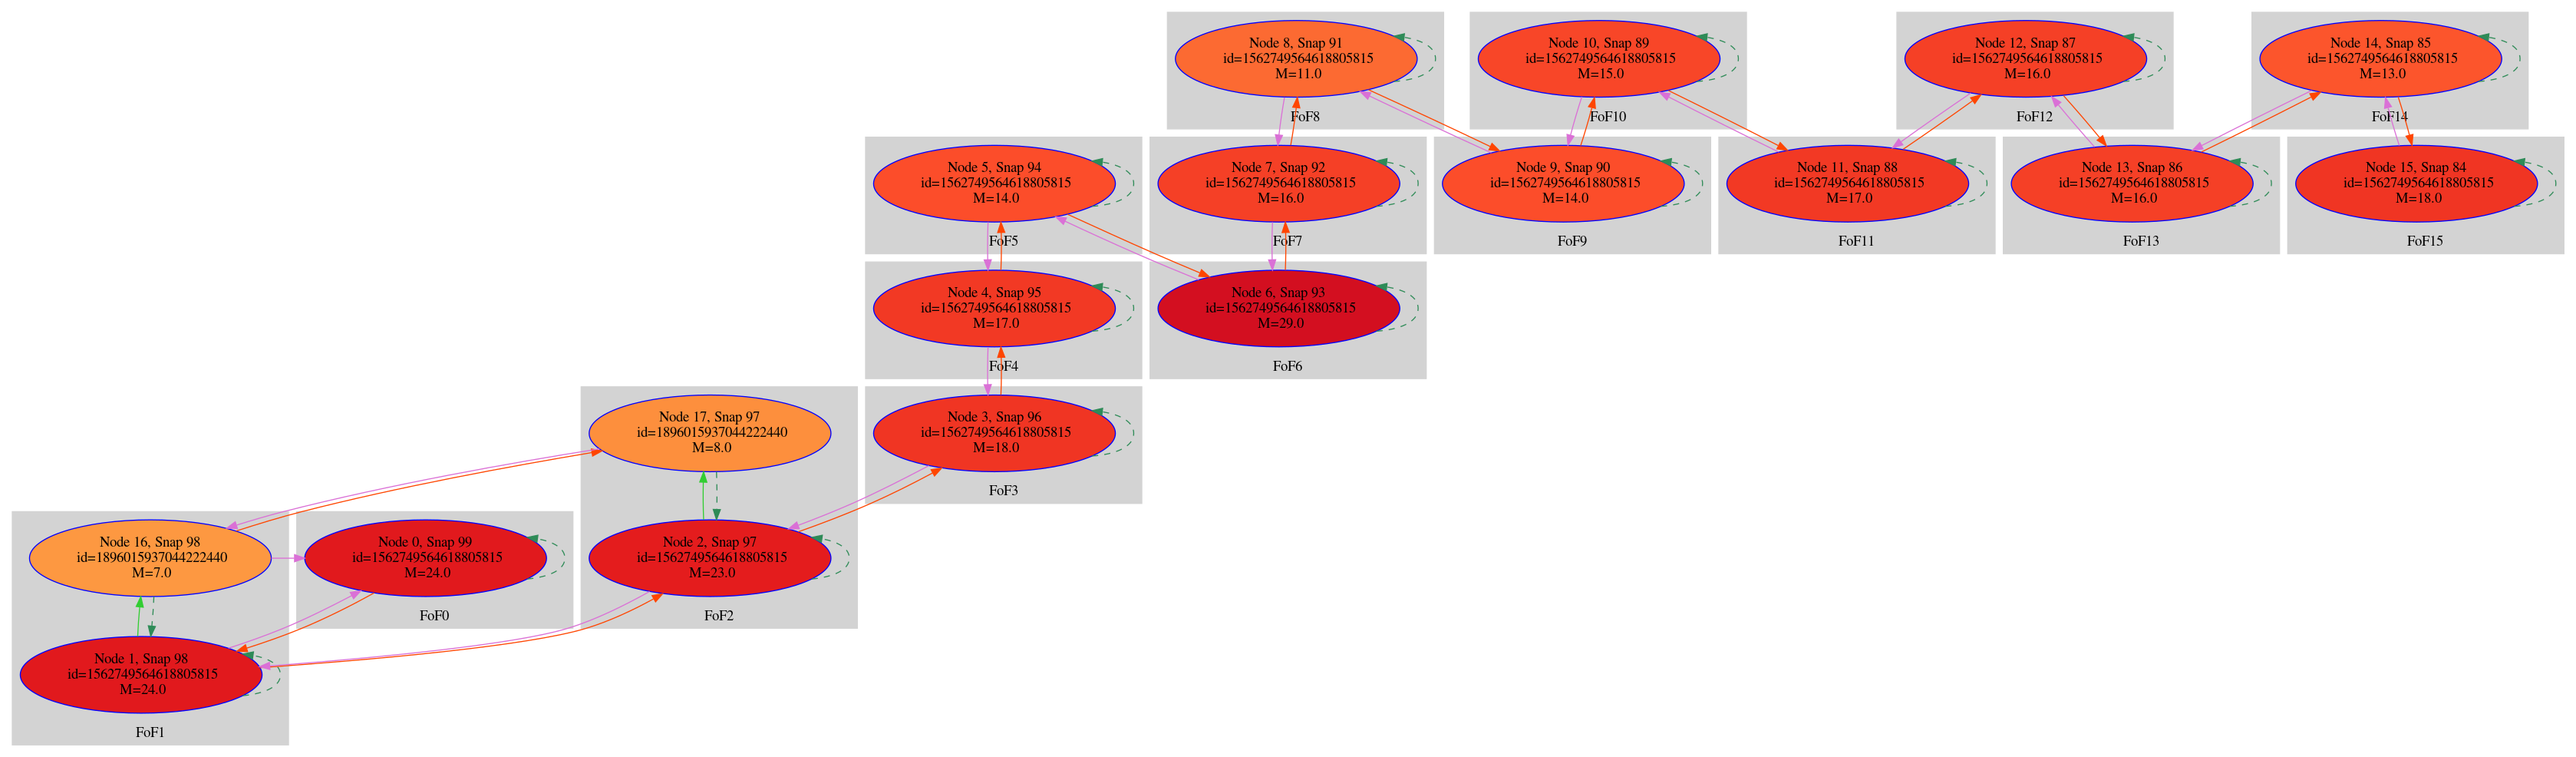 Node 8, Snap 91
id=1562749564618805815
M=11.0
FoF8
Node 10, Snap 89
id=1562749564618805815
M=15.0
FoF10
Node 12, Snap 87
id=1562749564618805815
M=16.0
FoF12
Node 14, Snap 85
id=1562749564618805815
M=13.0
FoF14
Node 5, Snap 94
id=1562749564618805815
M=14.0
FoF5
Node 7, Snap 92
id=1562749564618805815
M=16.0
FoF7
Node 9, Snap 90
id=1562749564618805815
M=14.0
FoF9
Node 11, Snap 88
id=1562749564618805815
M=17.0
FoF11
Node 13, Snap 86
id=1562749564618805815
M=16.0
FoF13
Node 15, Snap 84
id=1562749564618805815
M=18.0
FoF15
Node 4, Snap 95
id=1562749564618805815
M=17.0
FoF4
Node 6, Snap 93
id=1562749564618805815
M=29.0
FoF6
Node 17, Snap 97
id=1896015937044222440
M=8.0
Node 3, Snap 96
id=1562749564618805815
M=18.0
FoF3
Node 16, Snap 98
id=1896015937044222440
M=7.0
Node 0, Snap 99
id=1562749564618805815
M=24.0
FoF0
Node 2, Snap 97
id=1562749564618805815
M=23.0
FoF2
Node 1, Snap 98
id=1562749564618805815
M=24.0
FoF1